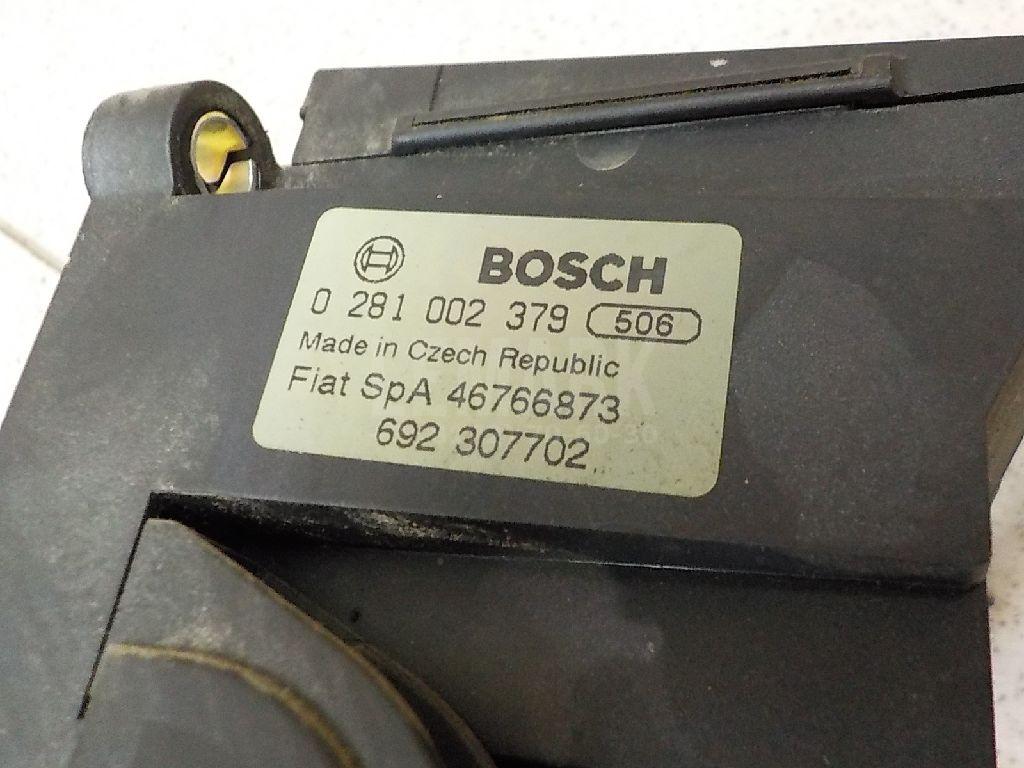 BOSCH
0 281 002 379 506
Made in Czech Republic
Fiat SpA 46766873
692 307702